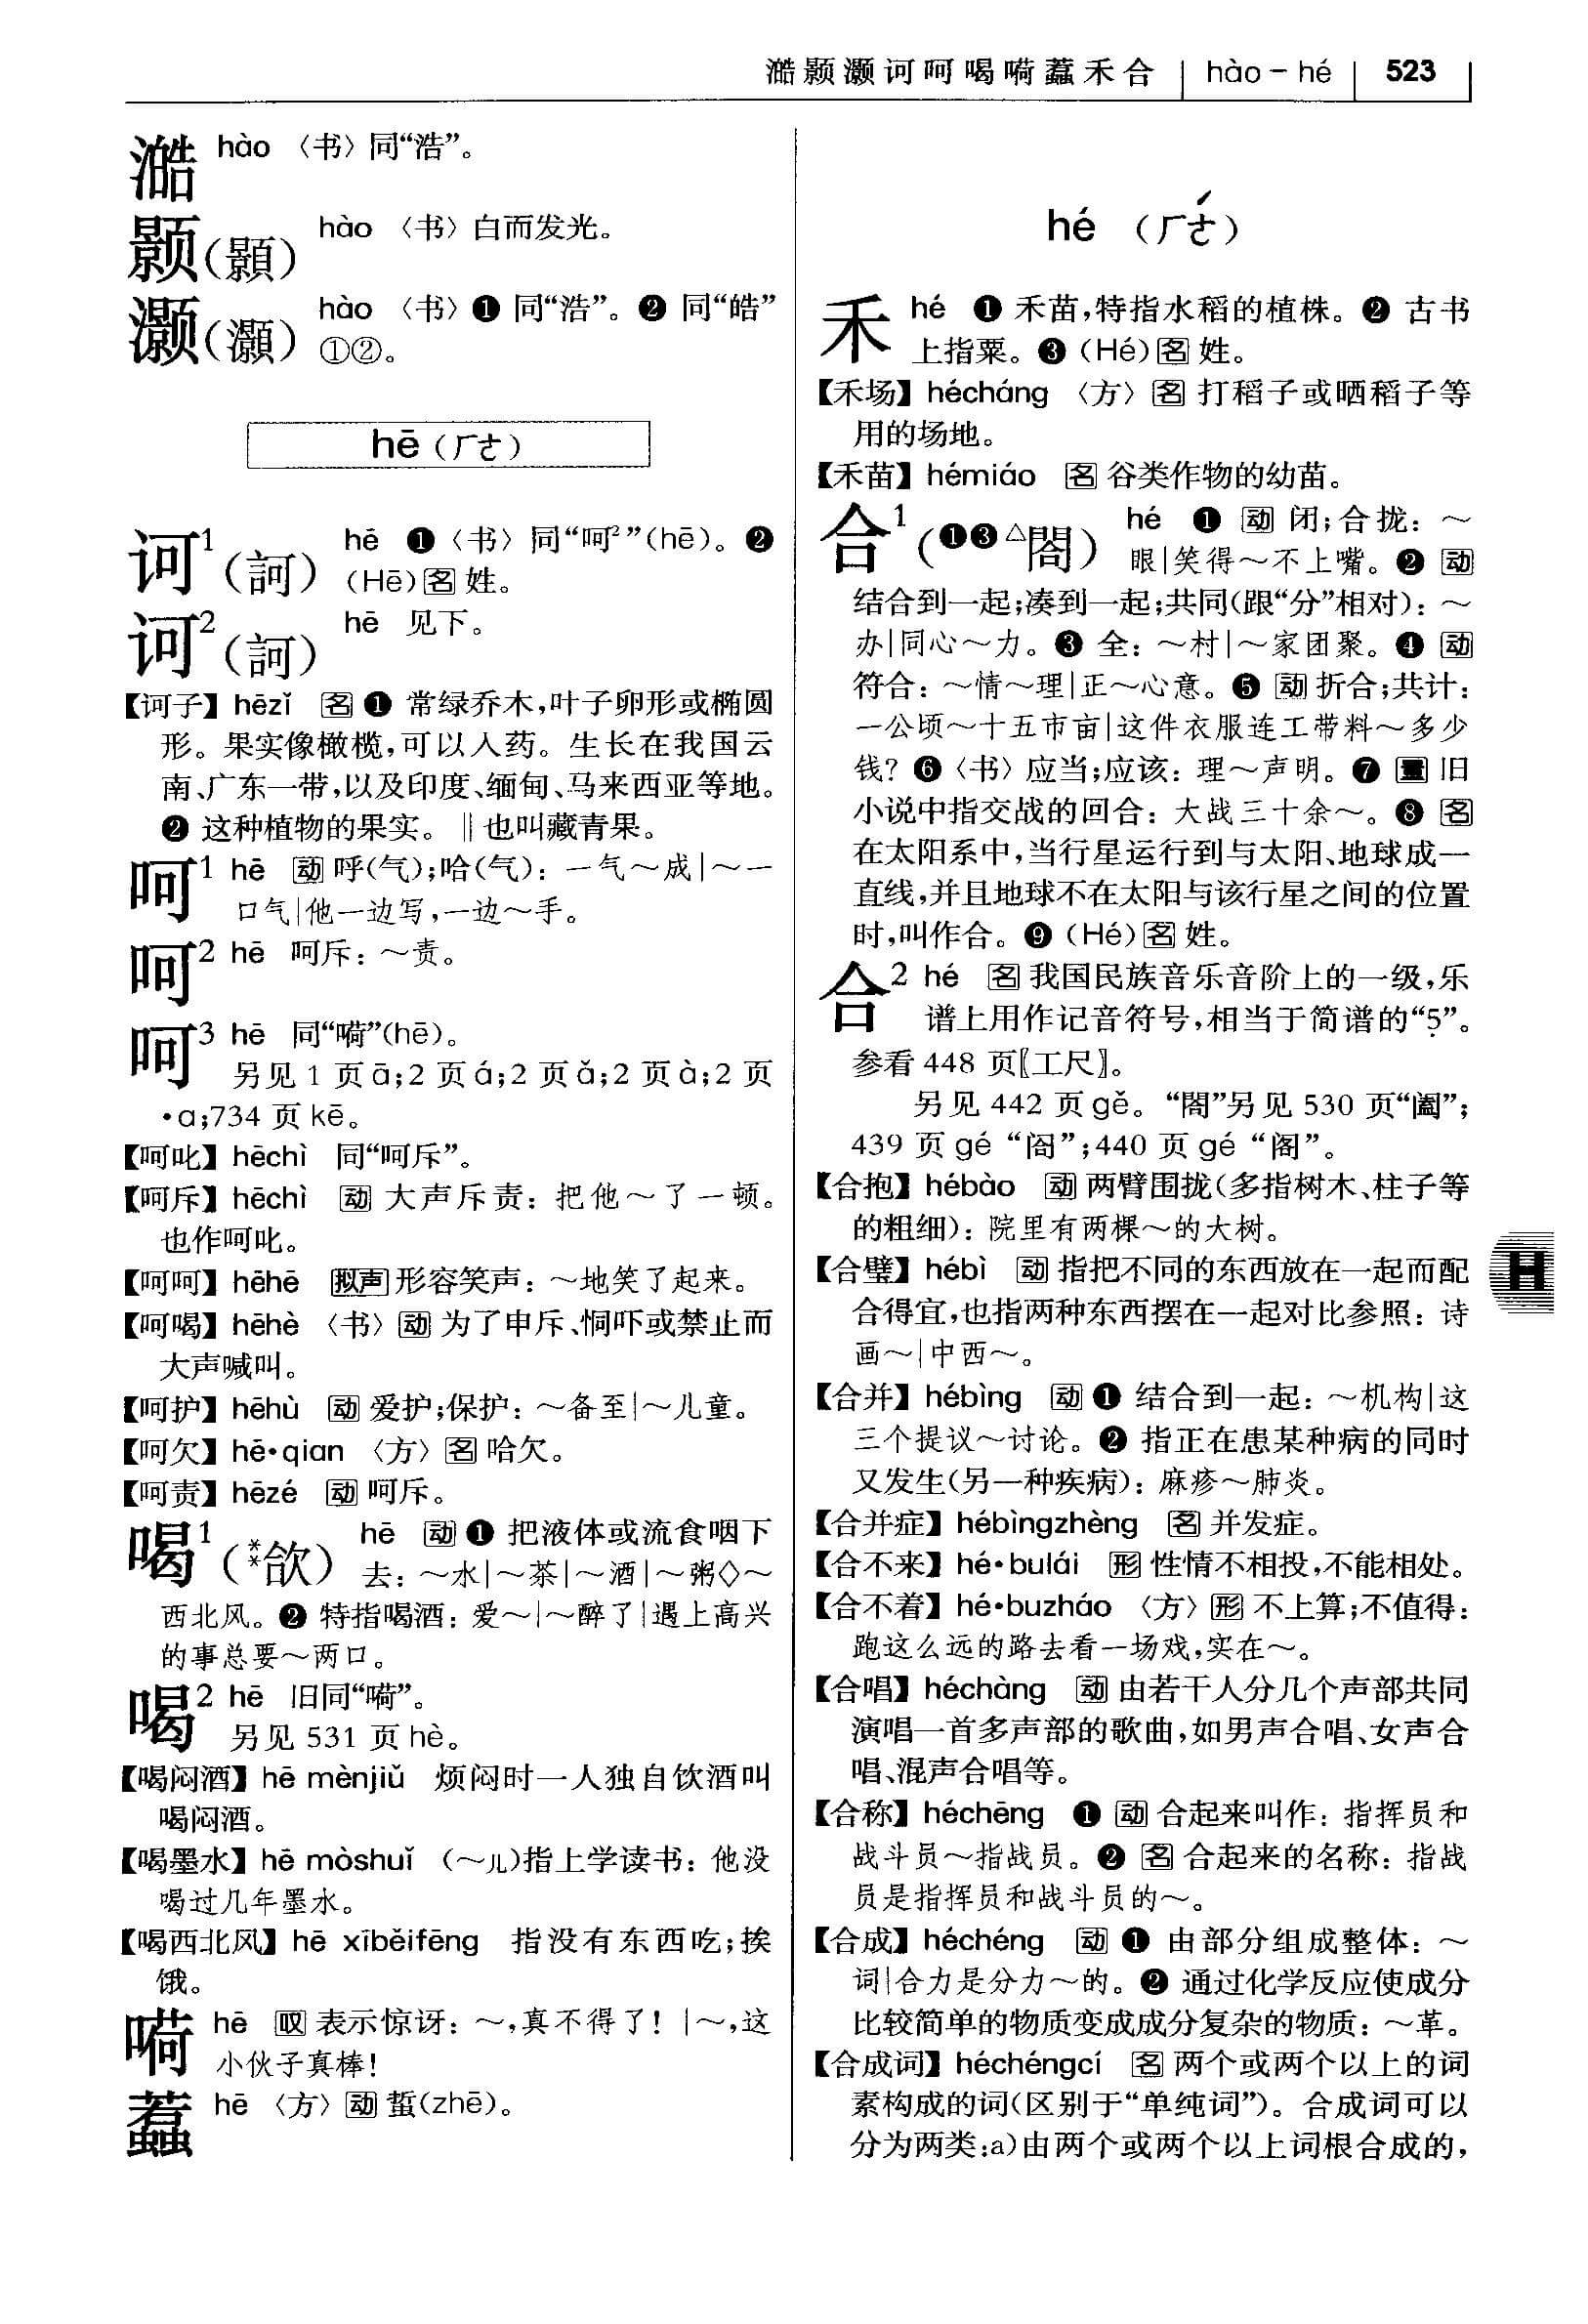 澔颢灏诃呵喝嗬蠚禾合 hào－hé 523
澔 hào 〈书〉同“浩”。
颢（顥） hào 〈书〉白而发光。
灏（灝） hào 〈书〉❶ 同“浩”。❷ 同“皓”
①②。
hē（ㄏㄜ）
诃¹（訶） hē ❶〈书〉同“呵²”(hē)。❷
(Hē)名 姓。
诃²（訶） hē 见下。
【诃子】hēzǐ 名 ❶ 常绿乔木，叶子卵形或椭圆
形。果实像橄榄，可以入药。生长在我国云
南、广东一带，以及印度、缅甸、马来西亚等地。
❷ 这种植物的果实。‖也叫藏青果。
呵¹ hē 动 呼(气)；哈(气)：一气～成|～一
口气|他一边写，一边～手。
呵² hē 呵斥：～责。
呵³ hē 同“嗬”(hē)。
另见 1 页 ā；2 页 á；2 页 ǎ；2 页 à；2 页
•a；734 页 kē。
【呵叱】hēchì 同“呵斥”。
【呵斥】hēchì 动 大声斥责：把他～了一顿。
也作呵叱。
【呵呵】hēhē 拟声 形容笑声：～地笑了起来。
【呵喝】hēhè 〈书〉动 为了申斥、恫吓或禁止而
大声喊叫。
【呵护】hēhù 动 爱护；保护：～备至|～儿童。
【呵欠】hē•qian 〈方〉名 哈欠。
【呵责】hēzé 动 呵斥。
喝¹（**欱） hē 动 ❶ 把液体或流食咽下
去：～水|～茶|～酒|～粥◇～
西北风。❷ 特指喝酒：爱～|～醉了|遇上高兴
的事总要～两口。
喝² hē 旧同“嗬”。
另见 531 页 hè。
【喝闷酒】hē mènjiǔ 烦闷时一人独自饮酒叫
喝闷酒。
【喝墨水】hē mòshuǐ （～儿）指上学读书：他没
喝过几年墨水。
【喝西北风】hē xīběifēng 指没有东西吃；挨
饿。
嗬 hē 叹 表示惊讶：～，真不得了！|～，这
小伙子真棒！
蠚 hē 〈方〉动 蜇(zhē)。
hé （ㄏㄜˊ）
禾 hé ❶ 禾苗，特指水稻的植株。❷ 古书
上指粟。❸ (Hé)名 姓。
【禾场】hécháng 〈方〉名 打稻子或晒稻子等
用的场地。
【禾苗】hémiáo 名 谷类作物的幼苗。
合¹（❶❸△閤） hé ❶ 动 闭；合拢：～
眼|笑得～不上嘴。❷ 动
结合到一起；凑到一起；共同(跟“分”相对)：～
办|同心～力。❸ 全：～村|～家团聚。❹ 动
符合：～情～理|正～心意。❺ 动 折合；共计：
一公顷～十五市亩|这件衣服连工带料～多少
钱？❻〈书〉应当；应该：理～声明。❼ 量 旧
小说中指交战的回合：大战三十余～。❽ 名
在太阳系中，当行星运行到与太阳、地球成一
直线，并且地球不在太阳与该行星之间的位置
时，叫作合。❾ (Hé)名 姓。
合² hé 名 我国民族音乐音阶上的一级，乐
谱上用作记音符号，相当于简谱的“5̣”。
参看 448 页〖工尺〗。
另见 442 页 gě。“閤”另见 530 页“阖”；
439 页 gé “阁”；440 页 gé “閤”。
【合抱】hébào 动 两臂围拢(多指树木、柱子等
的粗细)：院里有两棵～的大树。
【合璧】hébì 动 指把不同的东西放在一起而配
合得宜，也指两种东西摆在一起对比参照：诗
画～|中西～。
【合并】hébìng 动 ❶ 结合到一起：～机构|这
三个提议～讨论。❷ 指正在患某种病的同时
又发生(另一种疾病)：麻疹～肺炎。
【合并症】hébìngzhèng 名 并发症。
【合不来】hé•bulái 形 性情不相投，不能相处。
【合不着】hé•buzháo 〈方〉形 不上算；不值得：
跑这么远的路去看一场戏，实在～。
【合唱】héchàng 动 由若干人分几个声部共同
演唱一首多声部的歌曲，如男声合唱、女声合
唱、混声合唱等。
【合称】héchēng ❶ 动 合起来叫作：指挥员和
战斗员～指战员。❷ 名 合起来的名称：指战
员是指挥员和战斗员的～。
【合成】héchéng 动 ❶ 由部分组成整体：～
词|合力是分力～的。❷ 通过化学反应使成分
比较简单的物质变成成分复杂的物质：～革。
【合成词】héchéngcí 名 两个或两个以上的词
素构成的词(区别于“单纯词”)。合成词可以
分为两类：a)由两个或两个以上词根合成的，
H